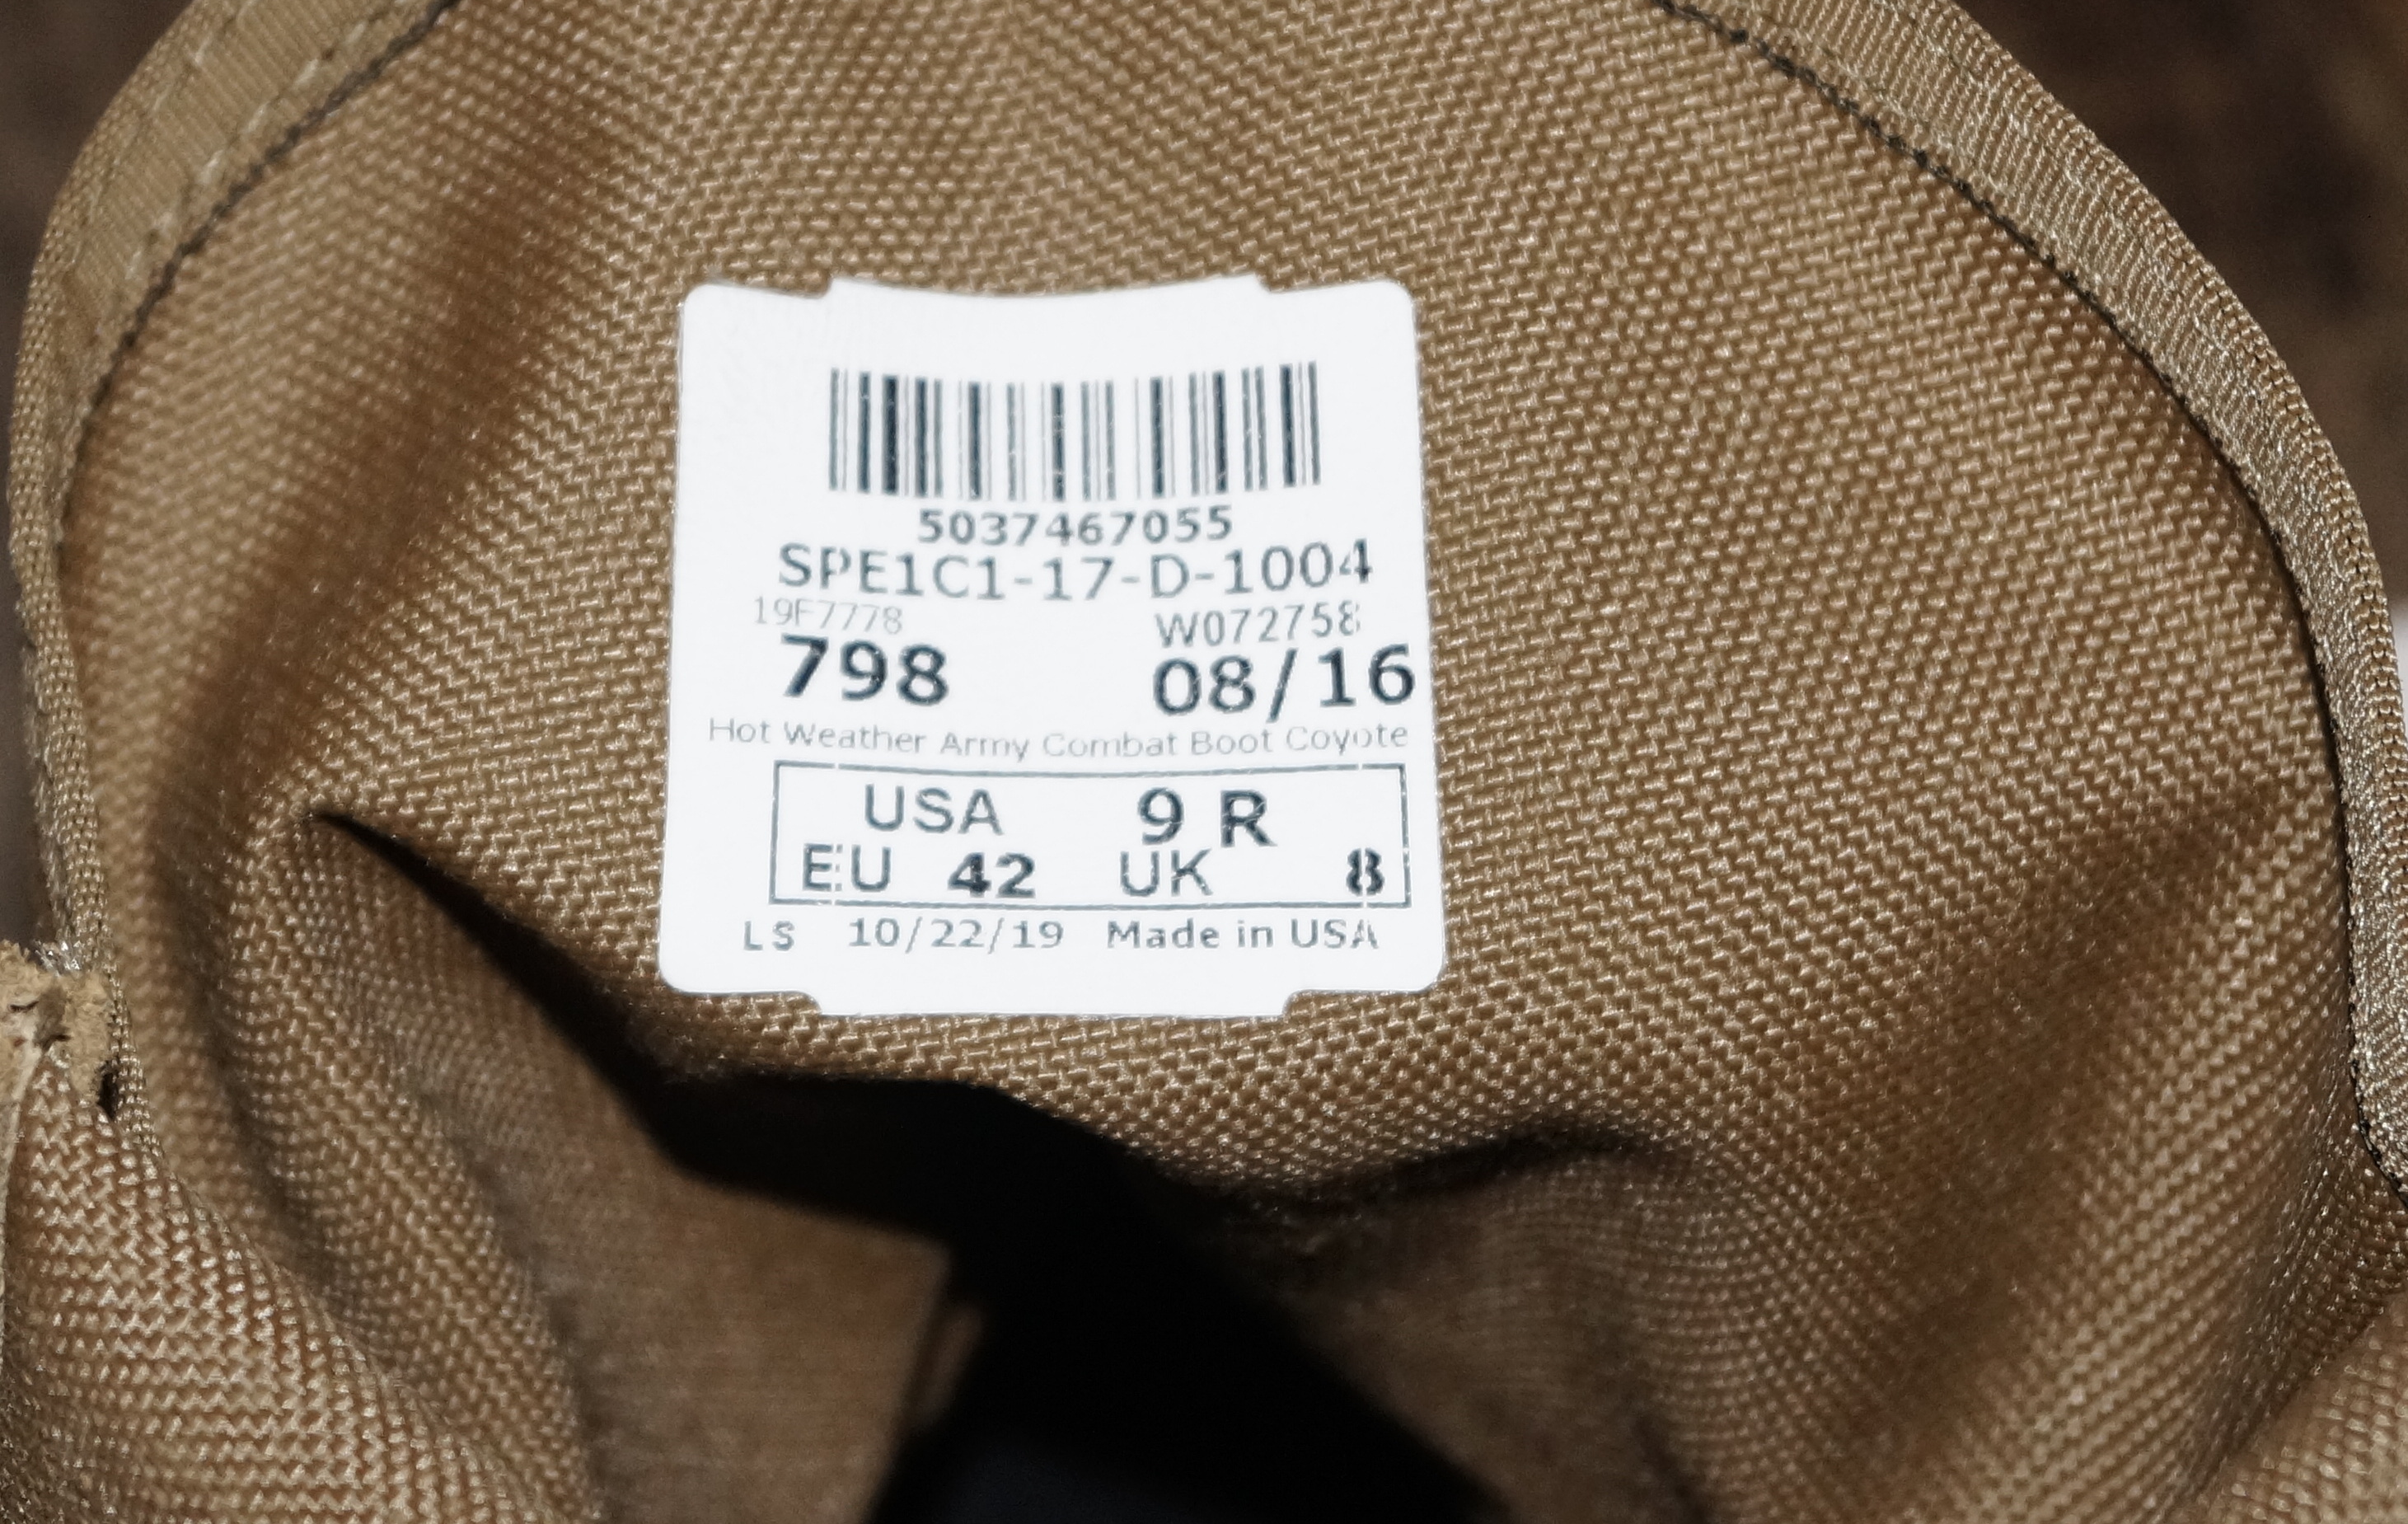 5037467055
SPE1C1-17-D-1004
19F7778 W072758
798 08/16
Hot Weather Army Combat Boot Coyote
USA 9 R
EU 42 UK 8
LS 10/22/19 Made in USA